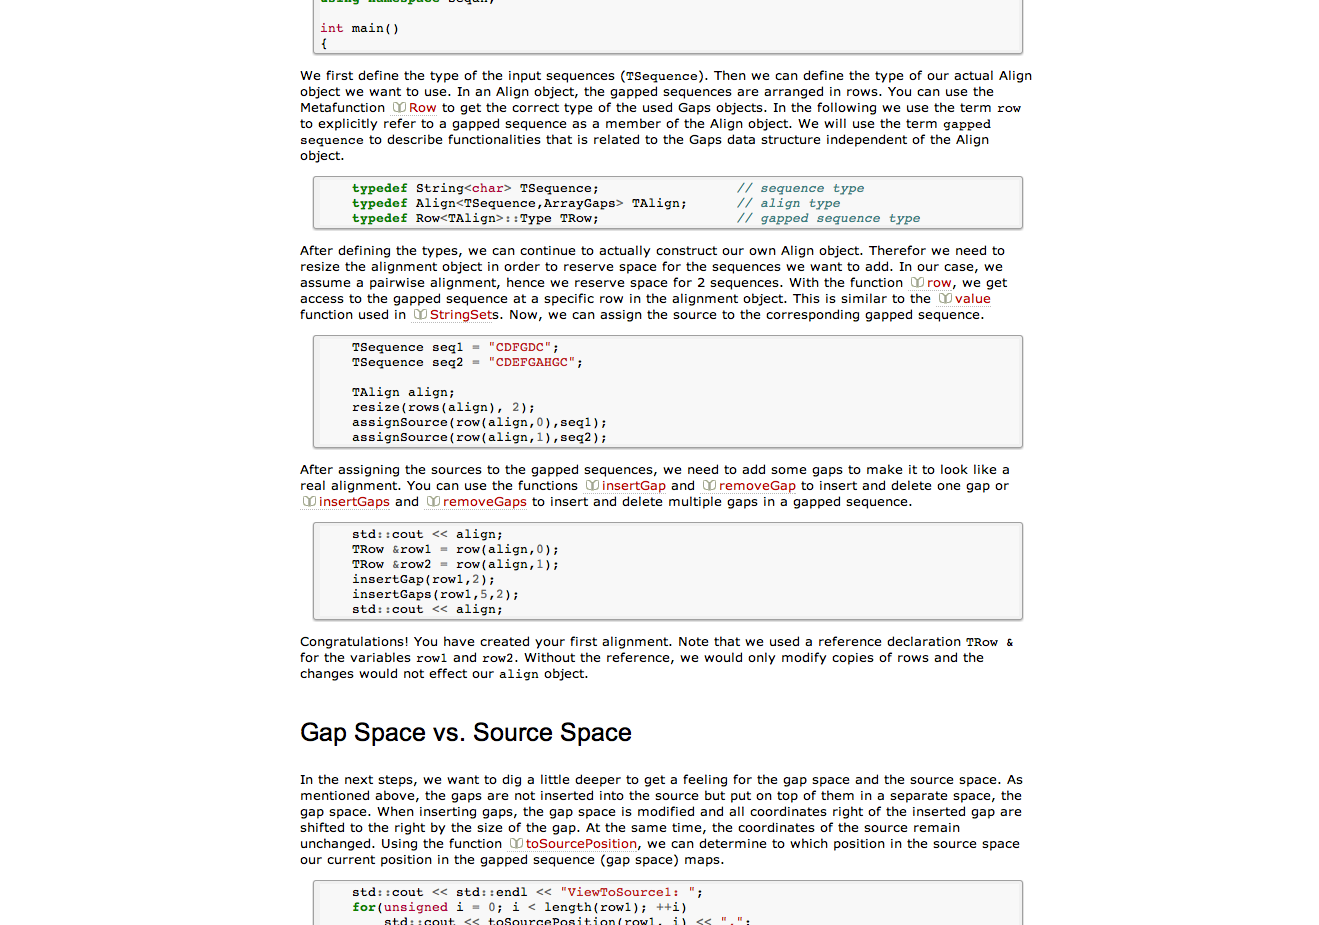 using namespace seqan;
int main()
{
We first define the type of the input sequences (TSequence). Then we can define the type of our actual Align
object we want to use. In an Align object, the gapped sequences are arranged in rows. You can use the
Metafunction Row to get the correct type of the used Gaps objects. In the following we use the term row
to explicitly refer to a gapped sequence as a member of the Align object. We will use the term gapped
sequence to describe functionalities that is related to the Gaps data structure independent of the Align
object.
typedef String<char> TSequence; // sequence type
typedef Align<TSequence,ArrayGaps> TAlign; // align type
typedef Row<TAlign>::Type TRow; // gapped sequence type
After defining the types, we can continue to actually construct our own Align object. Therefor we need to
resize the alignment object in order to reserve space for the sequences we want to add. In our case, we
assume a pairwise alignment, hence we reserve space for 2 sequences. With the function row, we get
access to the gapped sequence at a specific row in the alignment object. This is similar to the value
function used in StringSets. Now, we can assign the source to the corresponding gapped sequence.
TSequence seq1 = "CDFGDC";
TSequence seq2 = "CDEFGAHGC";
TAlign align;
resize(rows(align), 2);
assignSource(row(align,0),seq1);
assignSource(row(align,1),seq2);
After assigning the sources to the gapped sequences, we need to add some gaps to make it to look like a
real alignment. You can use the functions insertGap and removeGap to insert and delete one gap or
insertGaps and removeGaps to insert and delete multiple gaps in a gapped sequence.
std::cout << align;
TRow &row1 = row(align,0);
TRow &row2 = row(align,1);
insertGap(row1,2);
insertGaps(row1,5,2);
std::cout << align;
Congratulations! You have created your first alignment. Note that we used a reference declaration TRow &
for the variables row1 and row2. Without the reference, we would only modify copies of rows and the
changes would not effect our align object.
Gap Space vs. Source Space
In the next steps, we want to dig a little deeper to get a feeling for the gap space and the source space. As
mentioned above, the gaps are not inserted into the source but put on top of them in a separate space, the
gap space. When inserting gaps, the gap space is modified and all coordinates right of the inserted gap are
shifted to the right by the size of the gap. At the same time, the coordinates of the source remain
unchanged. Using the function toSourcePosition, we can determine to which position in the source space
our current position in the gapped sequence (gap space) maps.
std::cout << std::endl << "ViewToSource1: ";
for(unsigned i = 0; i < length(row1); ++i)
std::cout << toSourcePosition(row1, i) << ",";